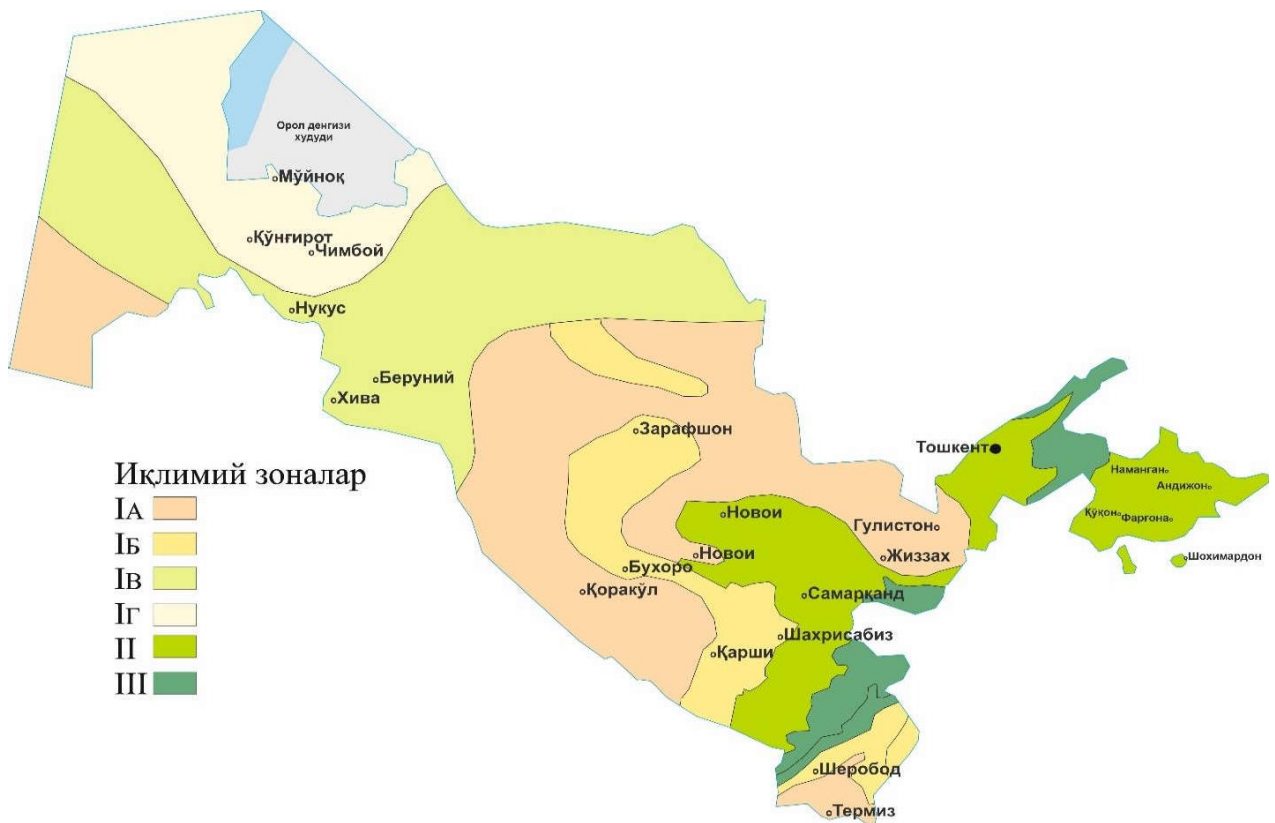 Орол денгизи
худуди
Мўйноқ
Қўнғирот
Чимбой
Нукус
Беруний
Хива
Зарафшон
Тошкент
Наманган
Андижон
Қўқон
Фарғона
Шохимардон
Иқлимий зоналар
IА
IБ
IВ
IГ
II
III
Новои
Гулистон
Новои
Жиззах
Бухоро
Қоракўл
Самарқанд
Шахрисабиз
Қарши
Шеробод
Термиз